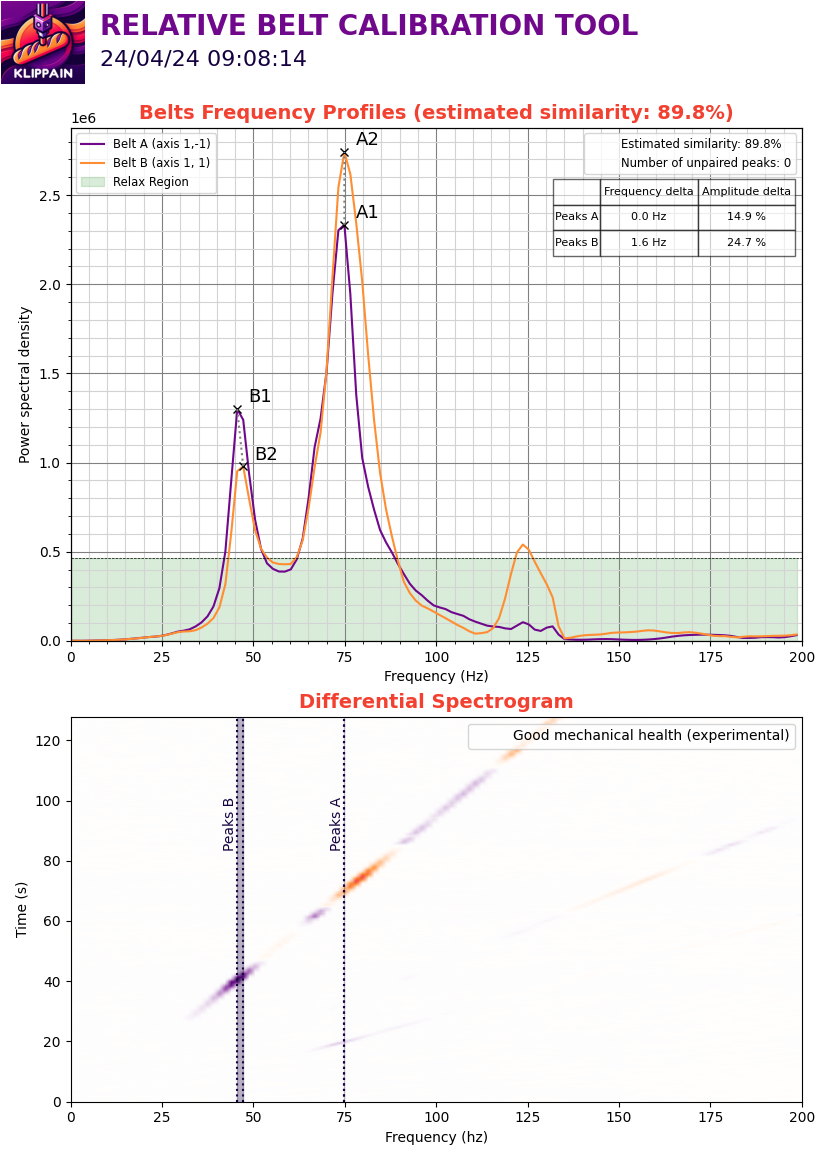 KLIPPAIN
RELATIVE BELT CALIBRATION TOOL
24/04/24 09:08:14
Belts Frequency Profiles (estimated similarity: 89.8%)
1e6
Belt A (axis 1,-1)
Belt B (axis 1, 1)
Relax Region
Estimated similarity: 89.8%
Number of unpaired peaks: 0
Frequency delta Amplitude delta
Peaks A 0.0 Hz 14.9 %
Peaks B 1.6 Hz 24.7 %
A2
A1
B1
B2
Power spectral density
2.5
2.0
1.5
1.0
0.5
0.0
0 25 50 75 100 125 150 175 200
Frequency (Hz)
Differential Spectrogram
Good mechanical health (experimental)
Peaks B
Peaks A
Time (s)
120
100
80
60
40
20
0
0 25 50 75 100 125 150 175 200
Frequency (hz)